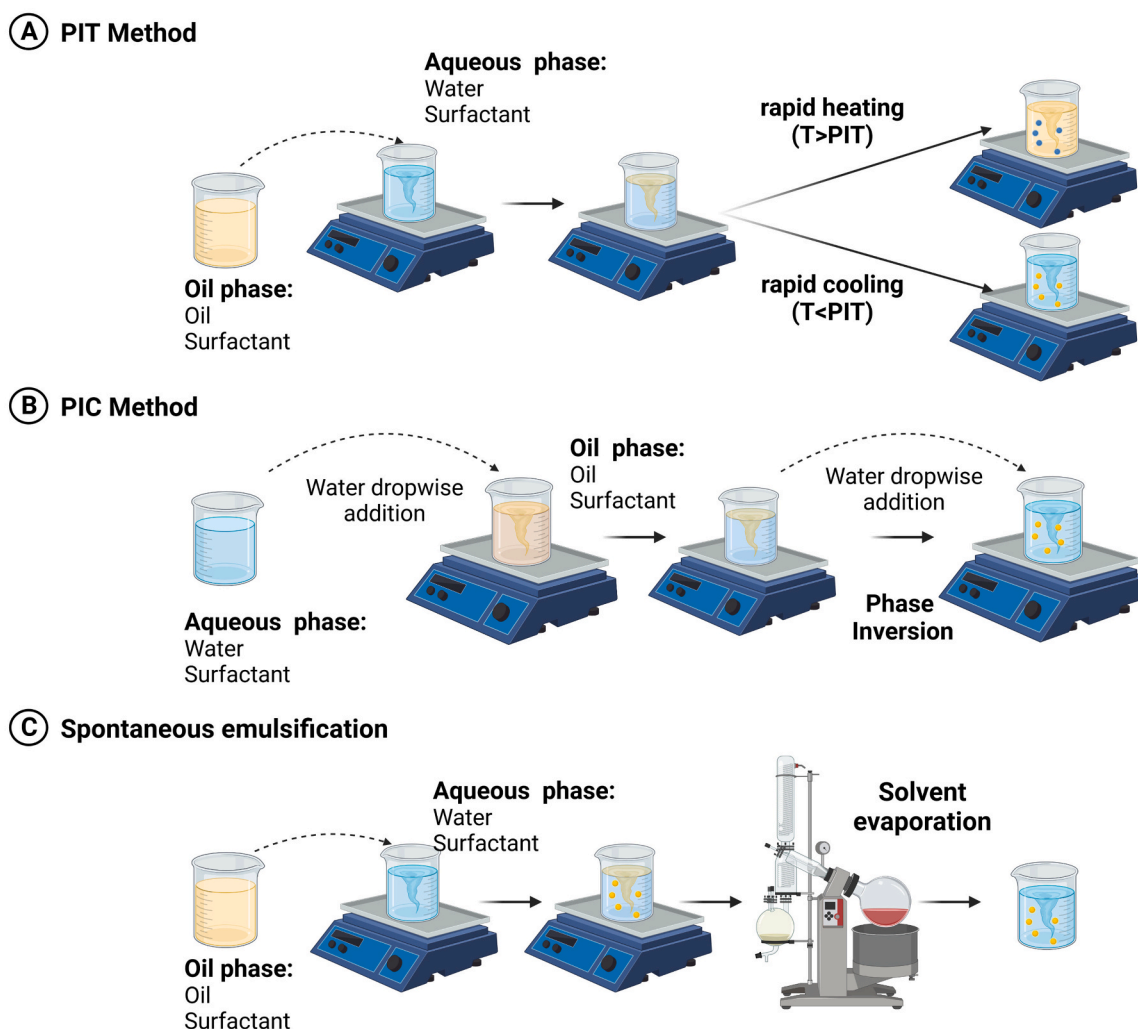 A PIT Method
Aqueous phase:
Water
Surfactant
rapid heating
(T>PIT)
Oil phase:
Oil
Surfactant
rapid cooling
(T<PIT)
B PIC Method
Water dropwise
addition
Oil phase:
Oil
Surfactant
Water dropwise
addition
Aqueous phase:
Water
Surfactant
Phase
Inversion
C Spontaneous emulsification
Aqueous phase:
Water
Surfactant
Solvent
evaporation
Oil phase:
Oil
Surfactant